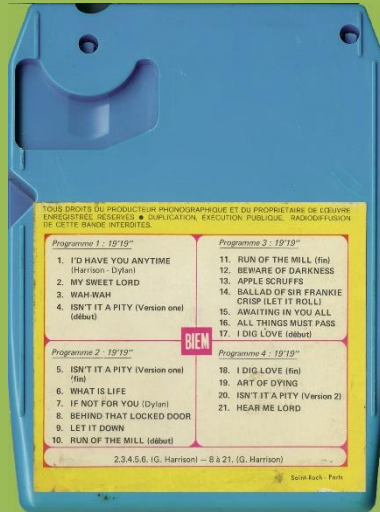 TOUS DROITS DU PRODUCTEUR PHONOGRAPHIQUE ET DU PROPRIETAIRE DE L'ŒUVRE
ENREGISTRÉE RÉSERVÉS ● DUPLICATION, EXÉCUTION PUBLIQUE, RADIODIFFUSION
DE CETTE BANDE INTERDITES.
Programme 1 : 19'19"
1. I'D HAVE YOU ANYTIME
(Harrison - Dylan)
2. MY SWEET LORD
3. WAH-WAH
4. ISN'T IT A PITY (Version one)
(début)
Programme 2 - 19'19"
5. ISN'T IT A PITY (Version one)
(fin)
6. WHAT IS LIFE
7. IF NOT FOR YOU (Dylan)
8. BEHIND THAT LOCKED DOOR
9. LET IT DOWN
10. RUN OF THE MILL (début)
Programme 3 : 19'19"
11. RUN OF THE MILL (fin)
12. BEWARE OF DARKNESS
13. APPLE SCRUFFS
14. BALLAD OF SIR FRANKIE
CRISP (LET IT ROLL)
15. AWAITING IN YOU ALL
16. ALL THINGS MUST PASS
17. I DIG LOVE (début)
Programme 4 : 19'19"
18. I DIG LOVE (fin)
19. ART OF DYING
20. ISN'T IT A PITY (Version 2)
21. HEAR ME LORD
BIEM
2.3.4.5.6. (G. Harrison) – 8 à 21. (G. Harrison)
Saint-Roch - Paris